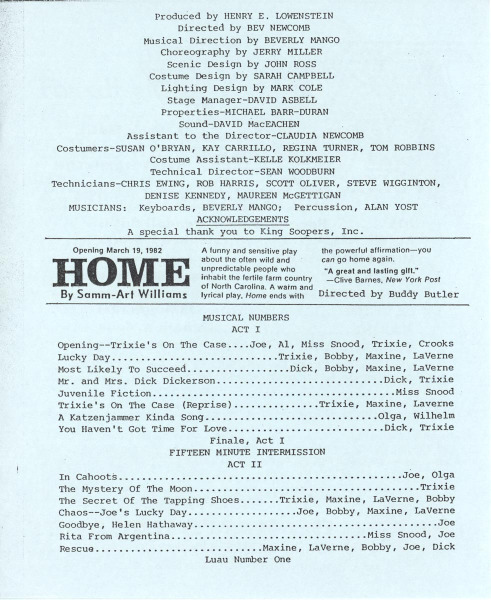 Produced by HENRY E. LOWENSTEIN
Directed by BEV NEWCOMB
Musical Direction by BEVERLY MANGO
Choreography by JERRY MILLER
Scenic Design by JOHN ROSS
Costume Design by SARAH CAMPBELL
Lighting Design by MARK COLE
Stage Manager-DAVID ASBELL
Properties-MICHAEL BARR-DURAN
Sound-DAVID MacEACHEN
Assistant to the Director-CLAUDIA NEWCOMB
Costumers-SUSAN O'BRYAN, KAY CARRILLO, REGINA TURNER, TOM ROBBINS
Costume Assistant-KELLE KOLKMEIER
Technical Director-SEAN WOODBURN
Technicians-CHRIS EWING, ROB HARRIS, SCOTT OLIVER, STEVE WIGGINTON,
DENISE KENNEDY, MAUREEN McGETTIGAN
MUSICIANS: Keyboards, BEVERLY MANGO; Percussion, ALAN YOST
ACKNOWLEDGEMENTS
A special thank you to King Soopers, Inc.
Opening March 19, 1982
HOME
By Samm-Art Williams
A funny and sensitive play
about the often wild and
unpredictable people who
inhabit the fertile farm country
of North Carolina. A warm and
lyrical play, Home ends with
the powerful affirmation—you
can go home again.
"A great and lasting gift."
—Clive Barnes, New York Post
Directed by Buddy Butler
MUSICAL NUMBERS
ACT I
Opening--Trixie's On The Case....Joe, Al, Miss Snood, Trixie, Crooks
Lucky Day............................Trixie, Bobby, Maxine, LaVerne
Most Likely To Succeed.................Dick, Bobby, Maxine, LaVerne
Mr. and Mrs. Dick Dickerson............................Dick, Trixie
Juvenile Fiction.........................................Miss Snood
Trixie's On The Case (Reprise)..............Trixie, Maxine, Laverne
A Katzenjammer Kinda Song.............................Olga, Wilhelm
You Haven't Got Time For Love..........................Dick, Trixie
Finale, Act I
FIFTEEN MINUTE INTERMISSION
ACT II
In Cahoots................................................Joe, Olga
The Mystery Of The Moon......................................Trixie
The Secret Of The Tapping Shoes.......Trixie, Maxine, LaVerne, Bobby
Chaos--Joe's Lucky Day..................Joe, Bobby, Maxine, LaVerne
Goodbye, Helen Hathaway.........................................Joe
Rita From Argentina.................................Miss Snood, Joe
Rescue.........................Maxine, LaVerne, Bobby, Joe, Dick
Luau Number One